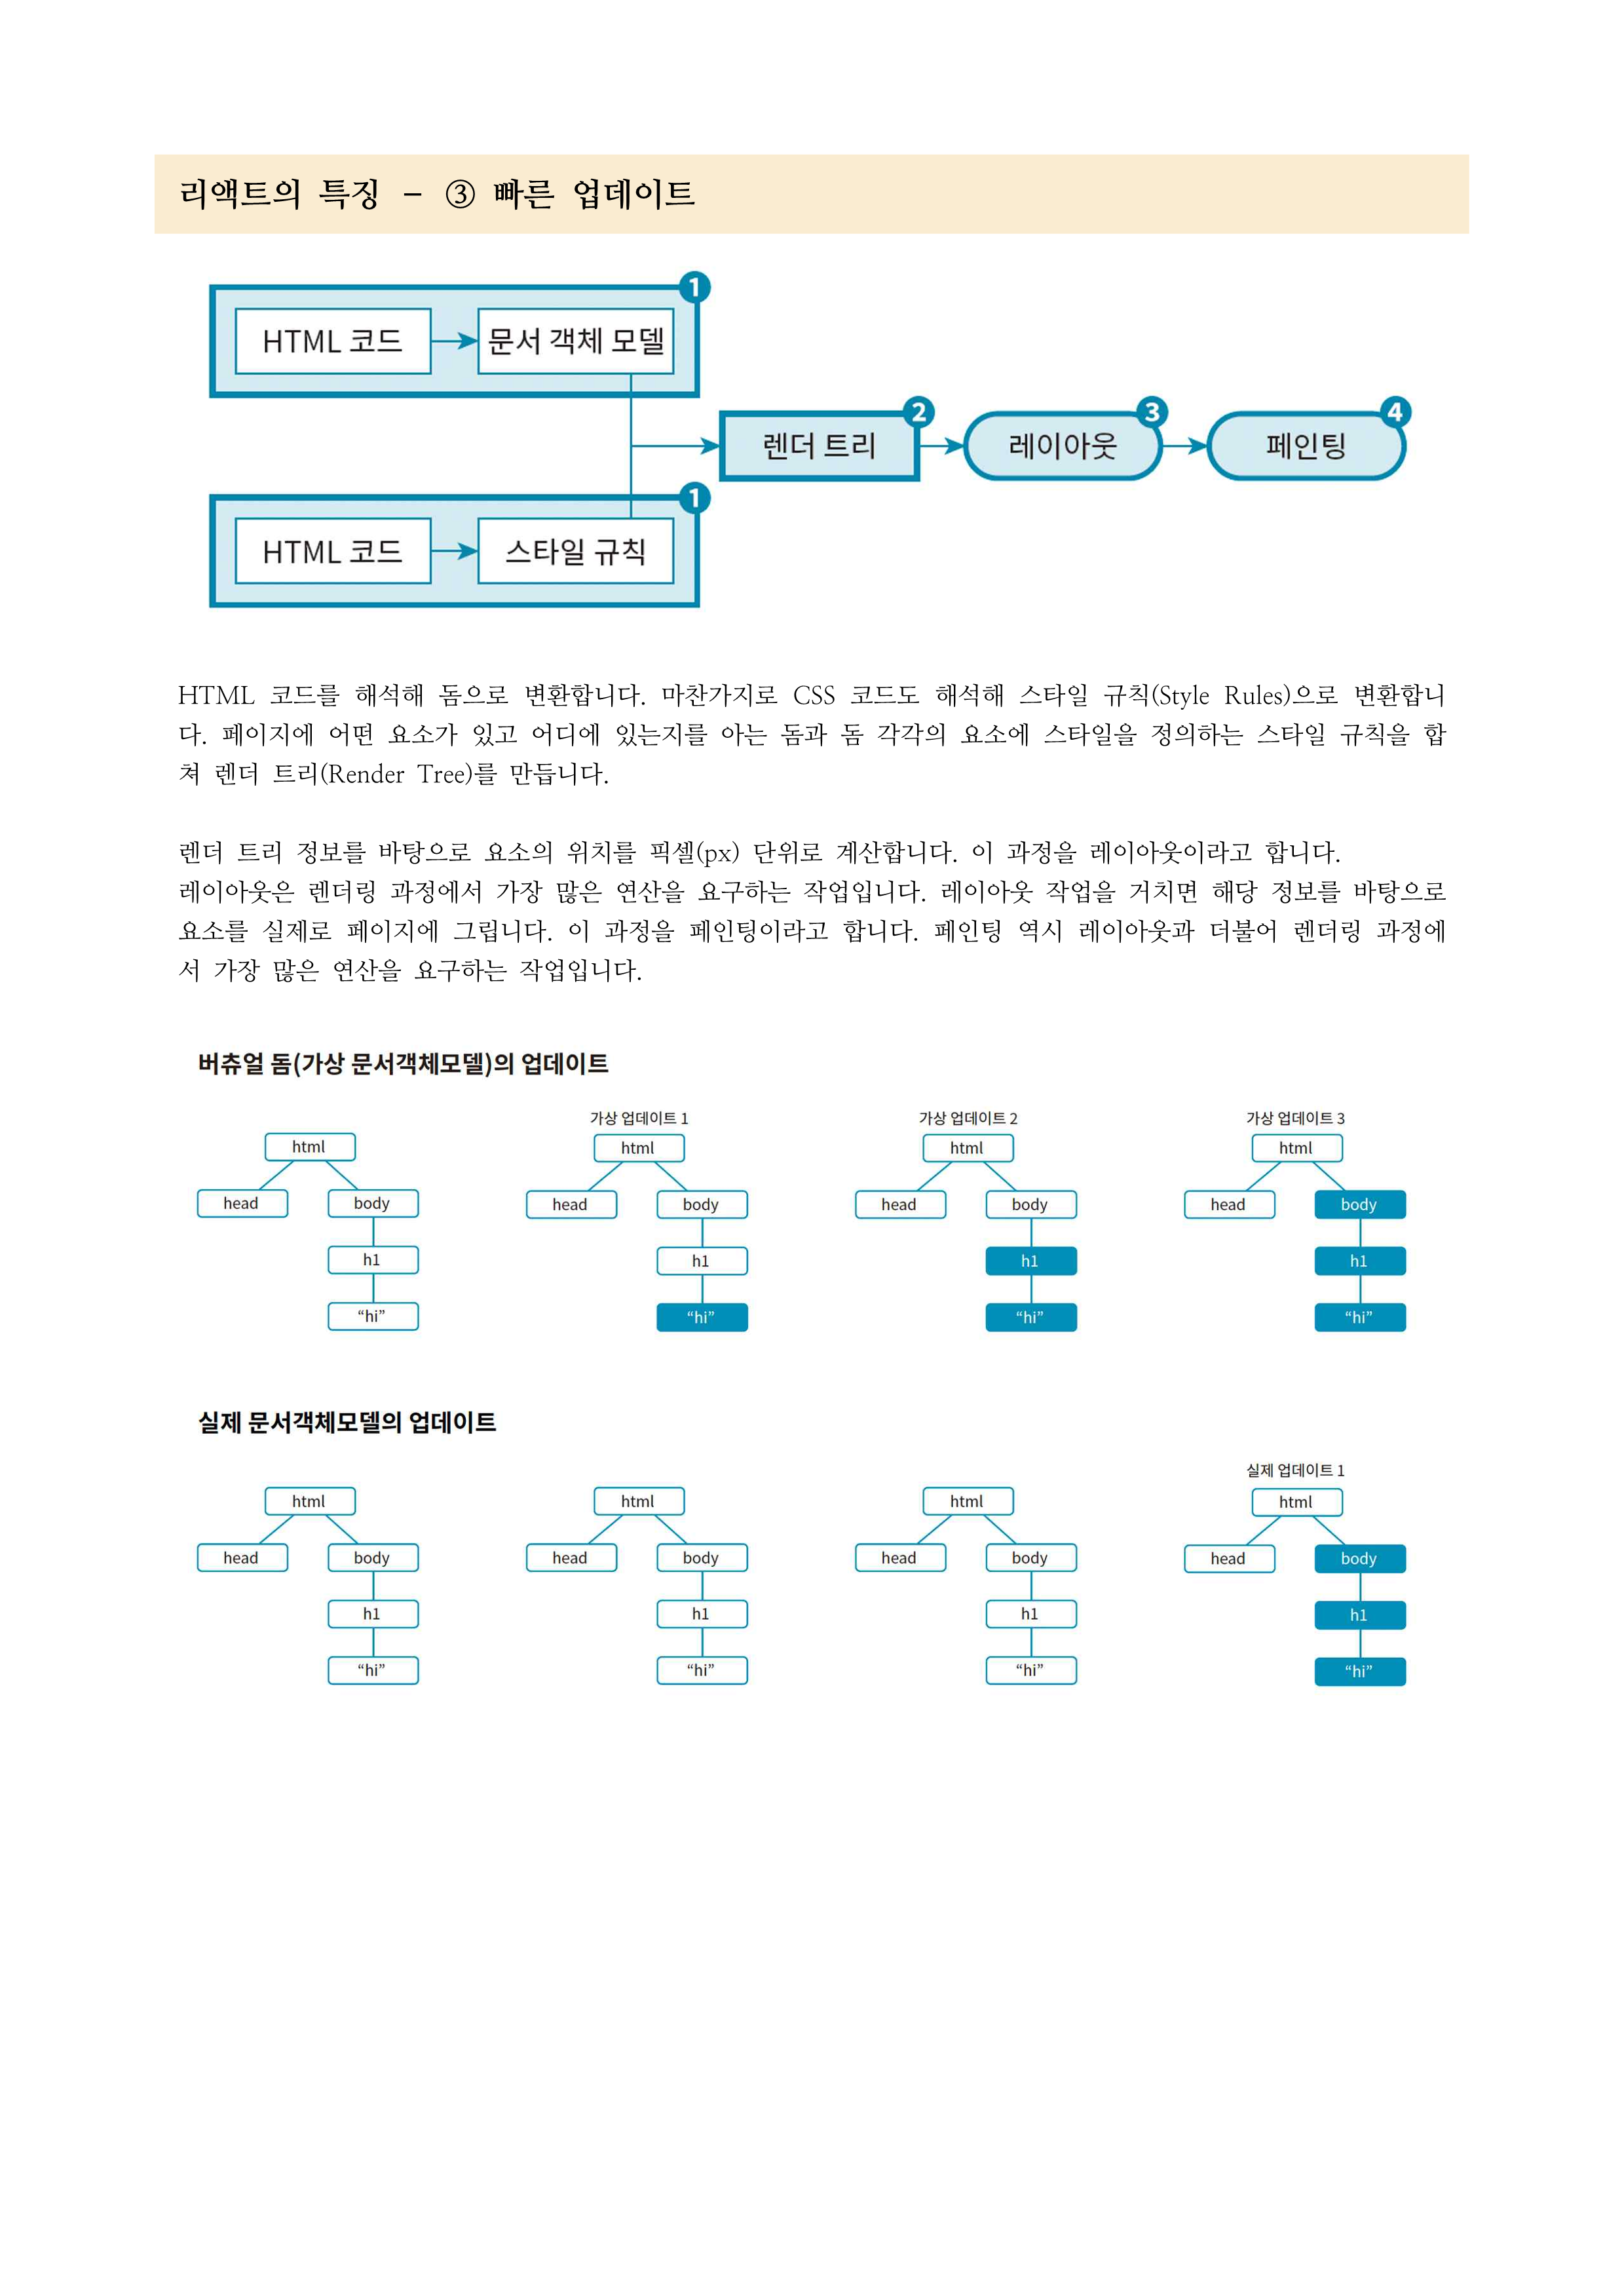 리액트의 특징 - ③ 빠른 업데이트
1
HTML 코드
문서 객체 모델
2
렌더 트리
3
레이아웃
4
페인팅
1
HTML 코드
스타일 규칙
HTML 코드를 해석해 돔으로 변환합니다. 마찬가지로 CSS 코드도 해석해 스타일 규칙(Style Rules)으로 변환합니
다. 페이지에 어떤 요소가 있고 어디에 있는지를 아는 돔과 돔 각각의 요소에 스타일을 정의하는 스타일 규칙을 합
쳐 렌더 트리(Render Tree)를 만듭니다.
렌더 트리 정보를 바탕으로 요소의 위치를 픽셀(px) 단위로 계산합니다. 이 과정을 레이아웃이라고 합니다.
레이아웃은 렌더링 과정에서 가장 많은 연산을 요구하는 작업입니다. 레이아웃 작업을 거치면 해당 정보를 바탕으로
요소를 실제로 페이지에 그립니다. 이 과정을 페인팅이라고 합니다. 페인팅 역시 레이아웃과 더불어 렌더링 과정에
서 가장 많은 연산을 요구하는 작업입니다.
버츄얼 돔(가상 문서객체모델)의 업데이트
html
head
body
h1
“hi”
가상 업데이트 1
html
head
body
h1
“hi”
가상 업데이트 2
html
head
body
h1
“hi”
가상 업데이트 3
html
head
body
h1
“hi”
실제 문서객체모델의 업데이트
html
head
body
h1
“hi”
html
head
body
h1
“hi”
html
head
body
h1
“hi”
실제 업데이트 1
html
head
body
h1
“hi”